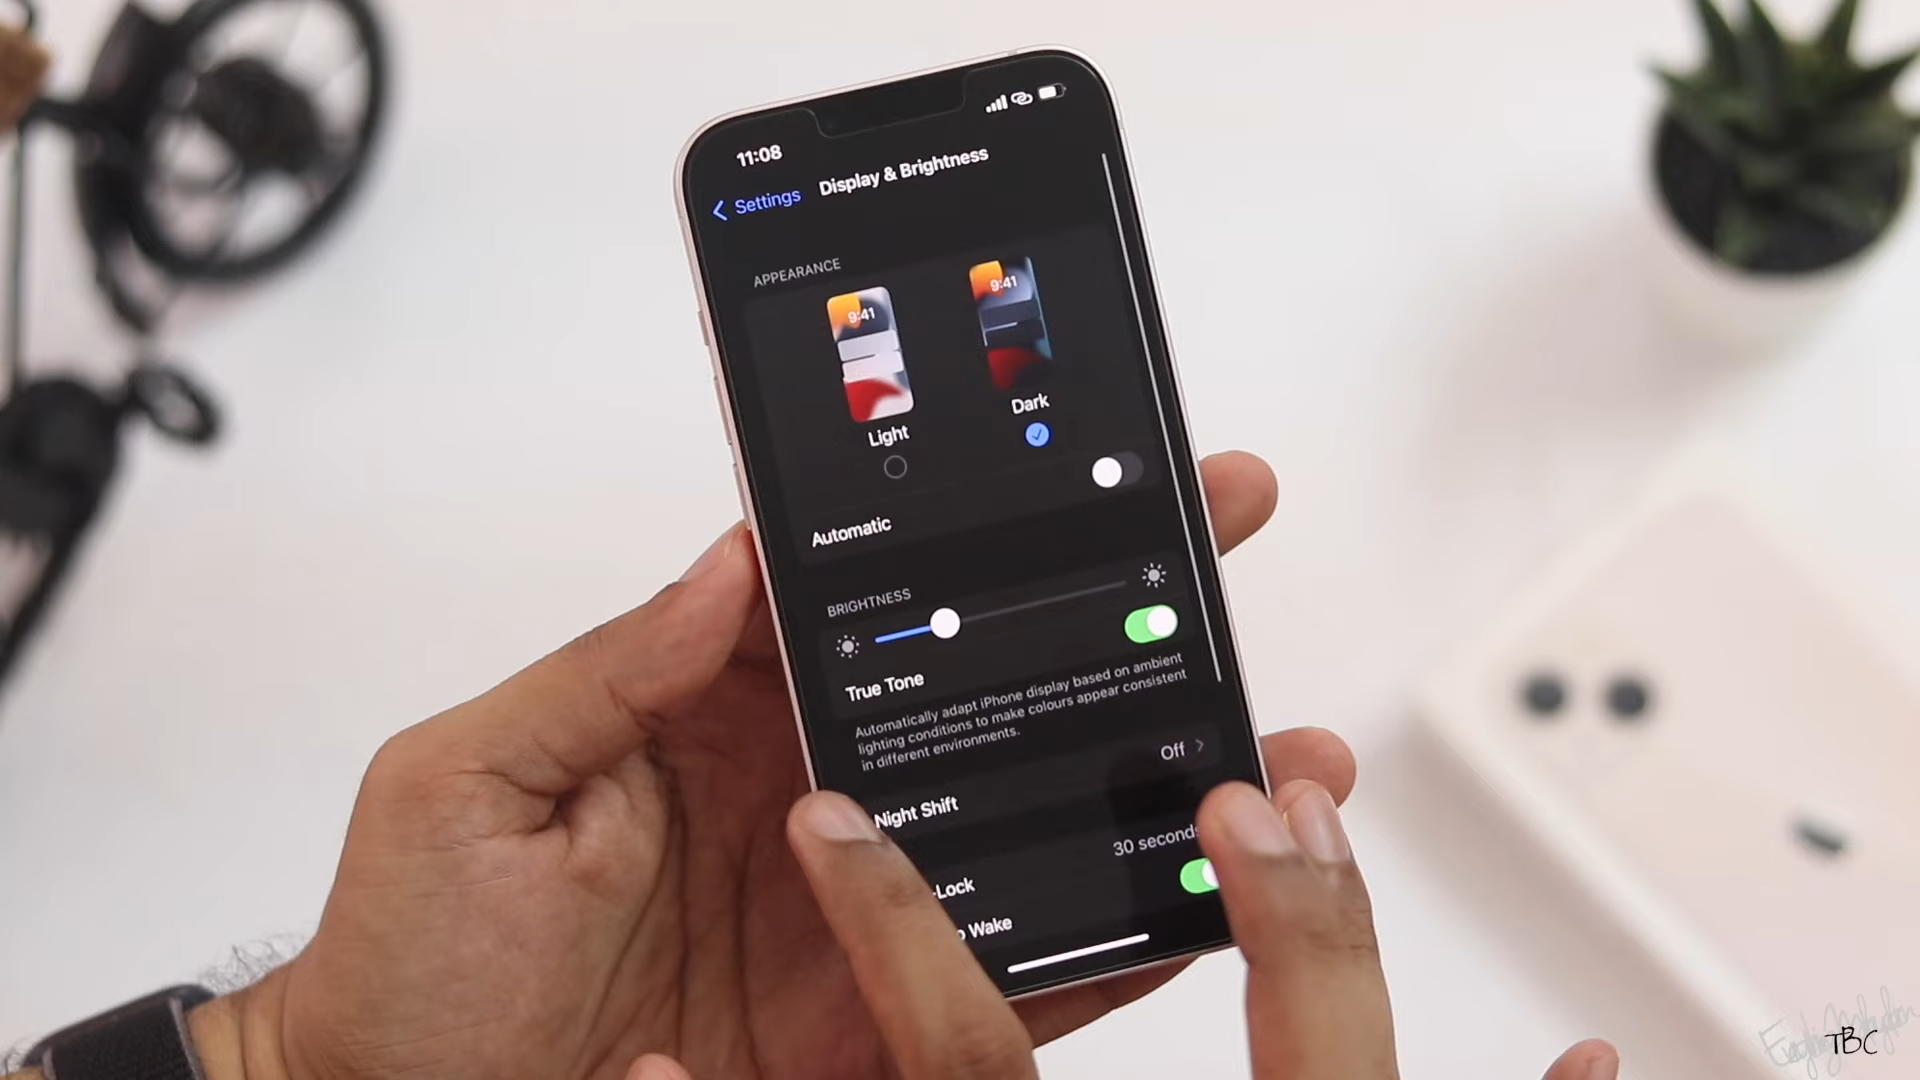 11:08
Settings
Display & Brightness
APPEARANCE
9:41
9:41
Light
Dark
Automatic
BRIGHTNESS
True Tone
Automatically adapt iPhone display based on ambient
lighting conditions to make colours appear consistent
in different environments.
Night Shift
Off
-Lock
30 seconds
o Wake
TBC